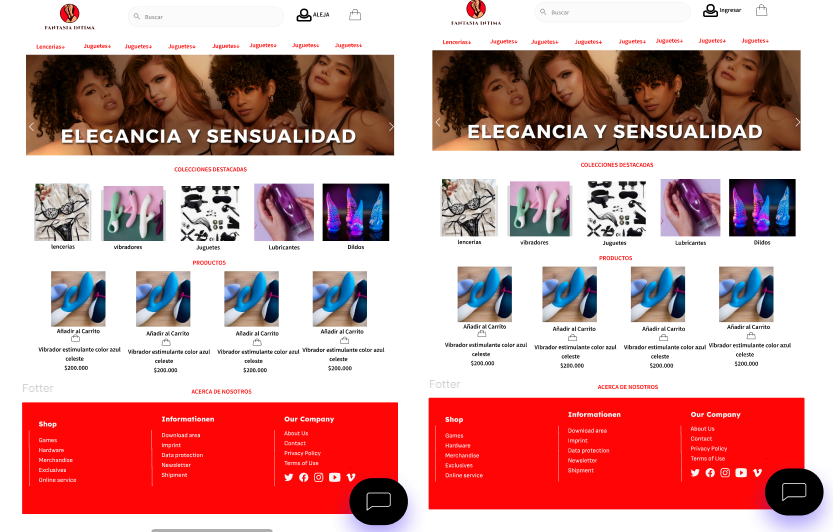 FANTASIA INTIMA
Buscar
ALEJA
Lencerias+ Juguetes+ Juguetes+ Juguetes+ Juguetes+ Juguetes+ Juguetes+ Juguetes+
ELEGANCIA Y SENSUALIDAD
COLECCIONES DESTACADAS
lencerias vibradores Juguetes Lubricantes Dildos
PRODUCTOS
Añadir al Carrito Añadir al Carrito Añadir al Carrito Añadir al Carrito
Vibrador estimulante color azul Vibrador estimulante color azul Vibrador estimulante color azul Vibrador estimulante color azul
celeste celeste celeste celeste
$200.000 $200.000 $200.000 $200.000
Fotter
ACERCA DE NOSOTROS
Shop
Games
Hardware
Merchandise
Exclusives
Online service
Informationen
Download area
Imprint
Data protection
Newsletter
Shipment
Our Company
About Us
Contact
Privacy Policy
Terms of Use
FANTASIA INTIMA
Buscar
Ingresar
Lencerias+ Juguetes+ Juguetes+ Juguetes+ Juguetes+ Juguetes+ Juguetes+ Juguetes+
ELEGANCIA Y SENSUALIDAD
COLECCIONES DESTACADAS
lencerias vibradores Juguetes Lubricantes Dildos
PRODUCTOS
Añadir al Carrito Añadir al Carrito Añadir al Carrito Añadir al Carrito
Vibrador estimulante color azul Vibrador estimulante color azul Vibrador estimulante color azul Vibrador estimulante color azul
celeste celeste celeste celeste
$200.000 $200.000 $200.000 $200.000
Fotter
ACERCA DE NOSOTROS
Shop
Games
Hardware
Merchandise
Exclusives
Online service
Informationen
Download area
Imprint
Data protection
Newsletter
Shipment
Our Company
About Us
Contact
Privacy Policy
Terms of Use